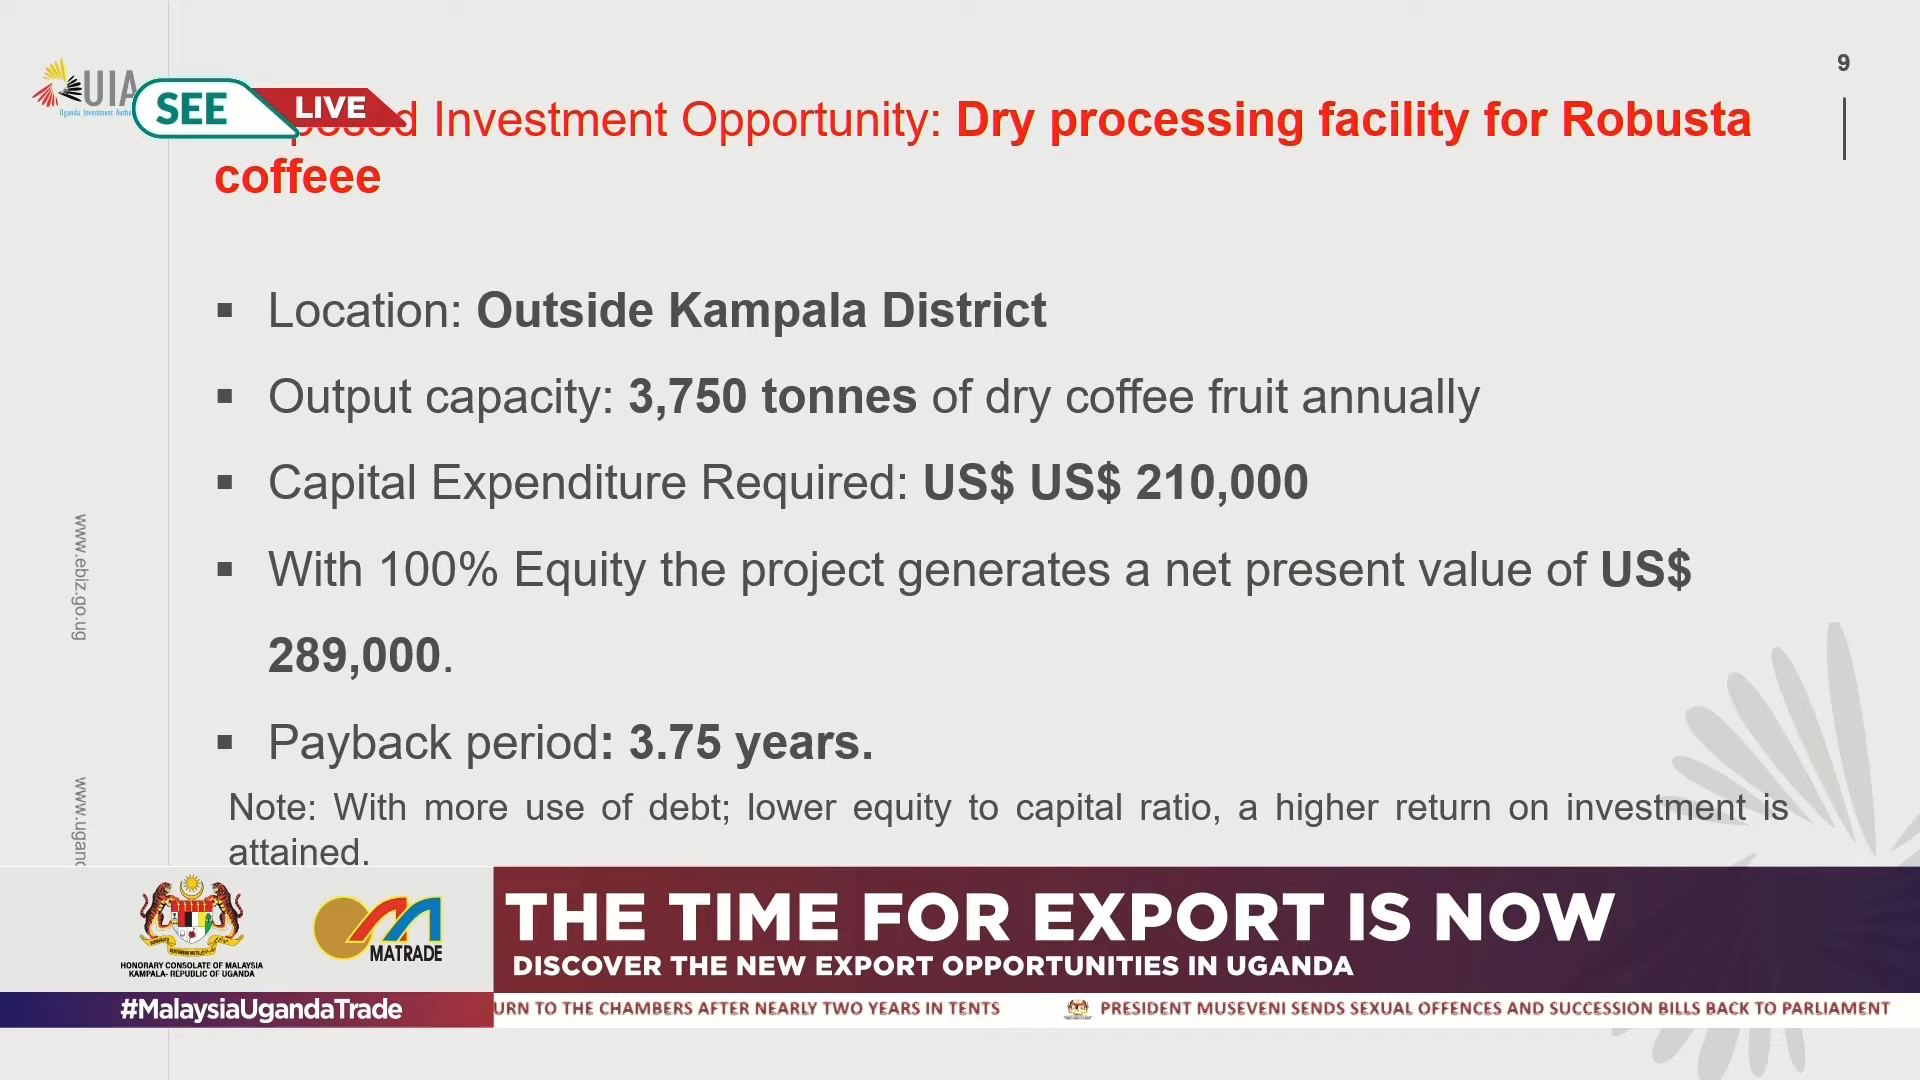 9
UIA
Uganda Investment
SEE
LIVE
Investment Opportunity: Dry processing facility for Robusta
coffeee
▪ Location: Outside Kampala District
▪ Output capacity: 3,750 tonnes of dry coffee fruit annually
▪ Capital Expenditure Required: US$ US$ 210,000
▪ With 100% Equity the project generates a net present value of US$
289,000.
▪ Payback period: 3.75 years.
Note: With more use of debt; lower equity to capital ratio, a higher return on investment is
attained.
www.ebiz.go.ug
THE TIME FOR EXPORT IS NOW
DISCOVER THE NEW EXPORT OPPORTUNITIES IN UGANDA
HONORARY CONSOLATE OF MALAYSIA
KAMPALA- REPUBLIC OF UGANDA
MATRADE
#MalaysiaUgandaTrade
URN TO THE CHAMBERS AFTER NEARLY TWO YEARS IN TENTS PRESIDENT MUSEVENI SENDS SEXUAL OFFENCES AND SUCCESSION BILLS BACK TO PARLIAMENT